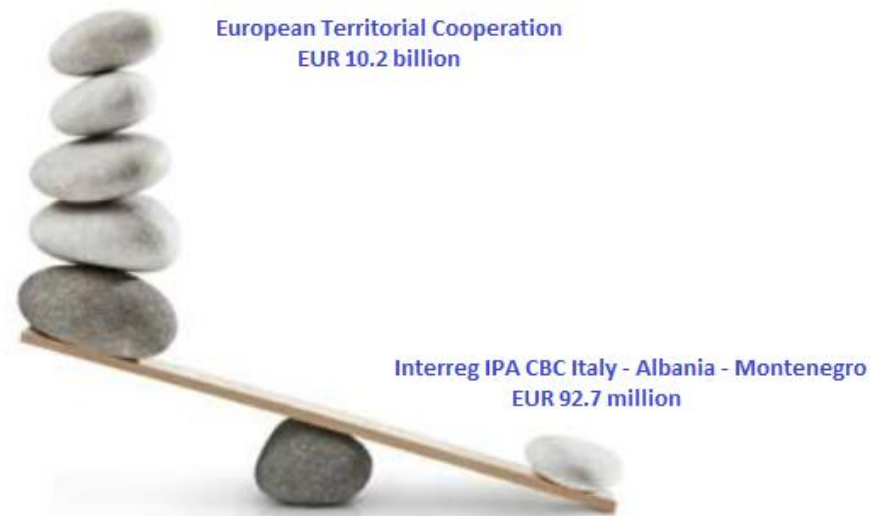 European Territorial Cooperation
EUR 10.2 billion
Interreg IPA CBC Italy - Albania - Montenegro
EUR 92.7 million